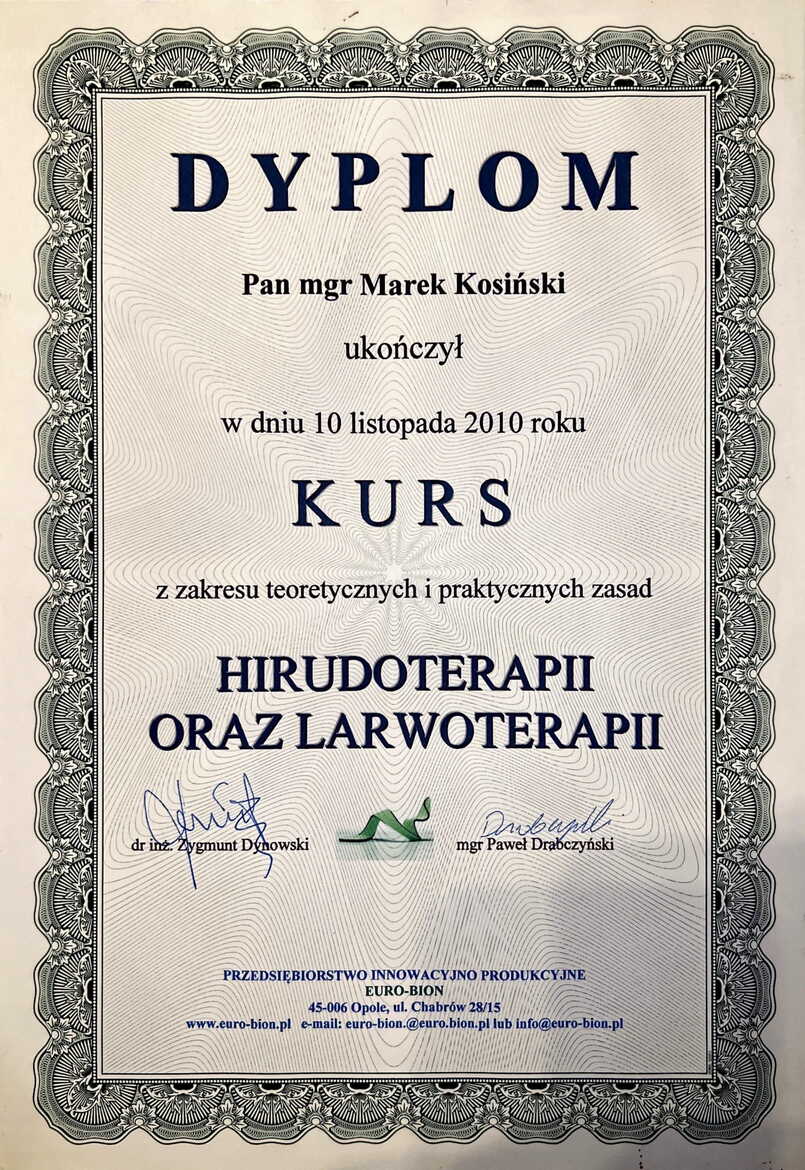 DYPLOM
Pan mgr Marek Kosiński
ukończył
w dniu 10 listopada 2010 roku
KURS
z zakresu teoretycznych i praktycznych zasad
HIRUDOTERAPII
ORAZ LARWOTERAPII
dr inż. Zygmunt Dynowski
mgr Paweł Drabczyński
PRZEDSIĘBIORSTWO INNOWACYJNO PRODUKCYJNE
EURO-BION
45-006 Opole, ul. Chabrów 28/15
www.euro-bion.pl e-mail: euro-bion.@euro.bion.pl lub info@euro-bion.pl